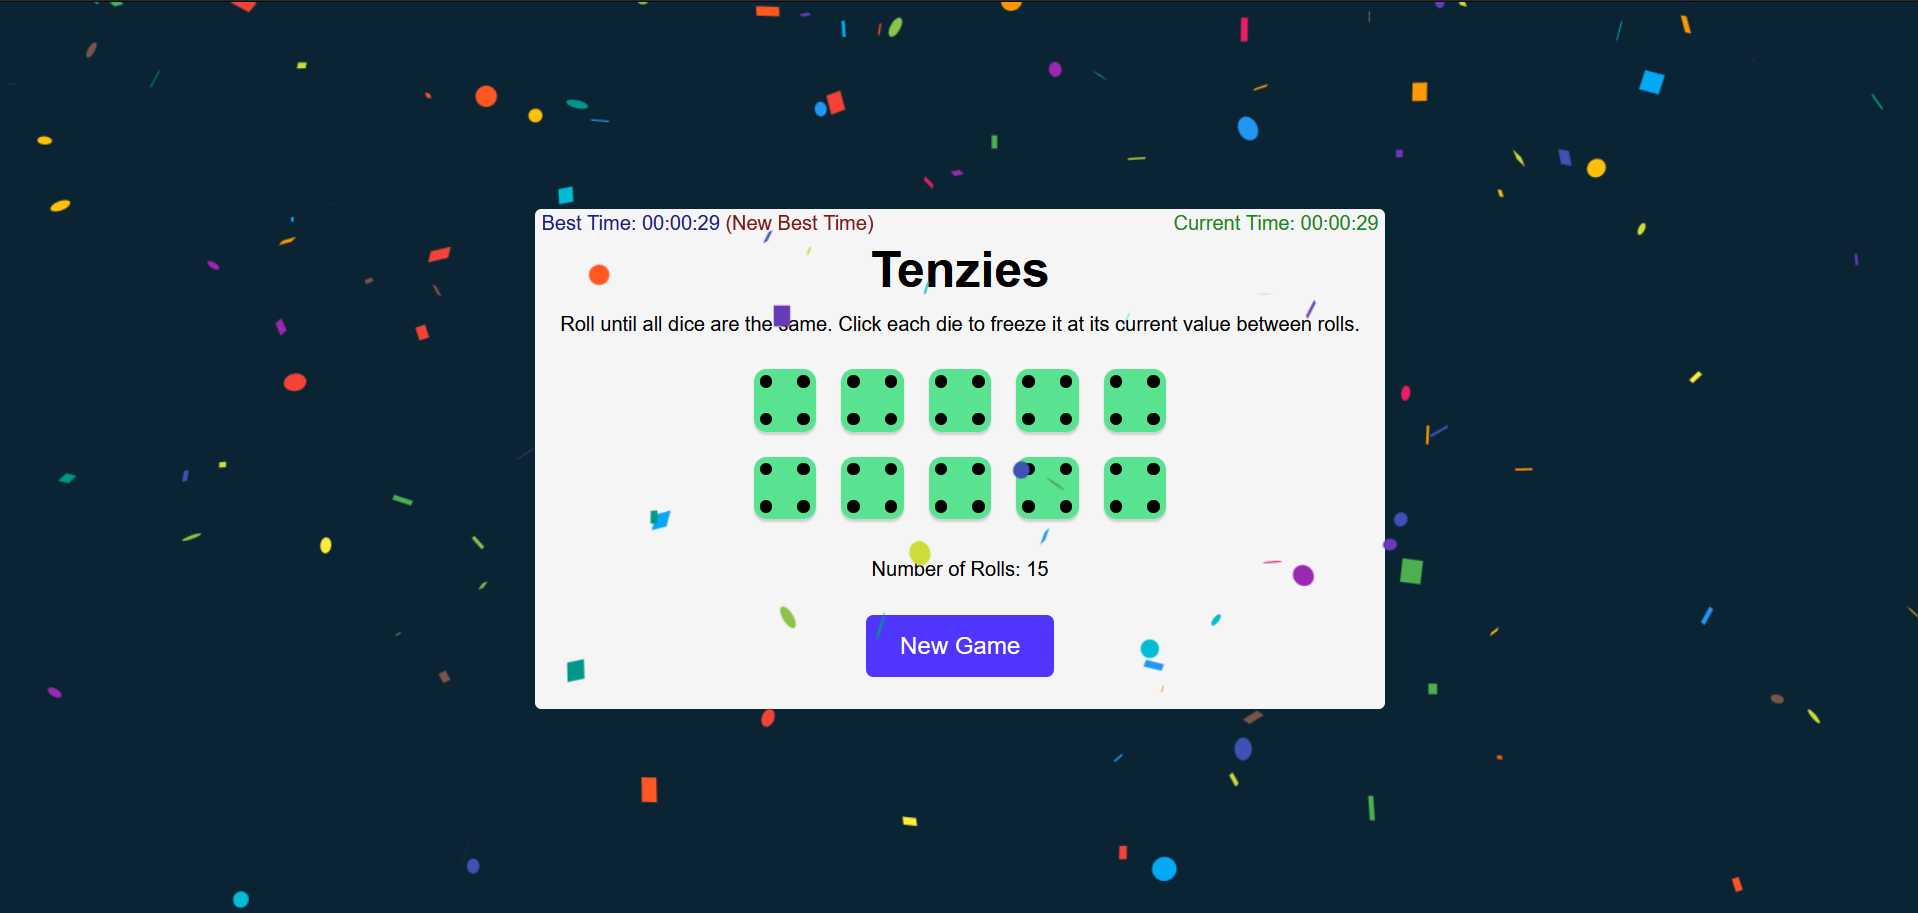 Best Time: 00:00:29 (New Best Time)
Current Time: 00:00:29
Tenzies
Roll until all dice are the same. Click each die to freeze it at its current value between rolls.
Number of Rolls: 15
New Game